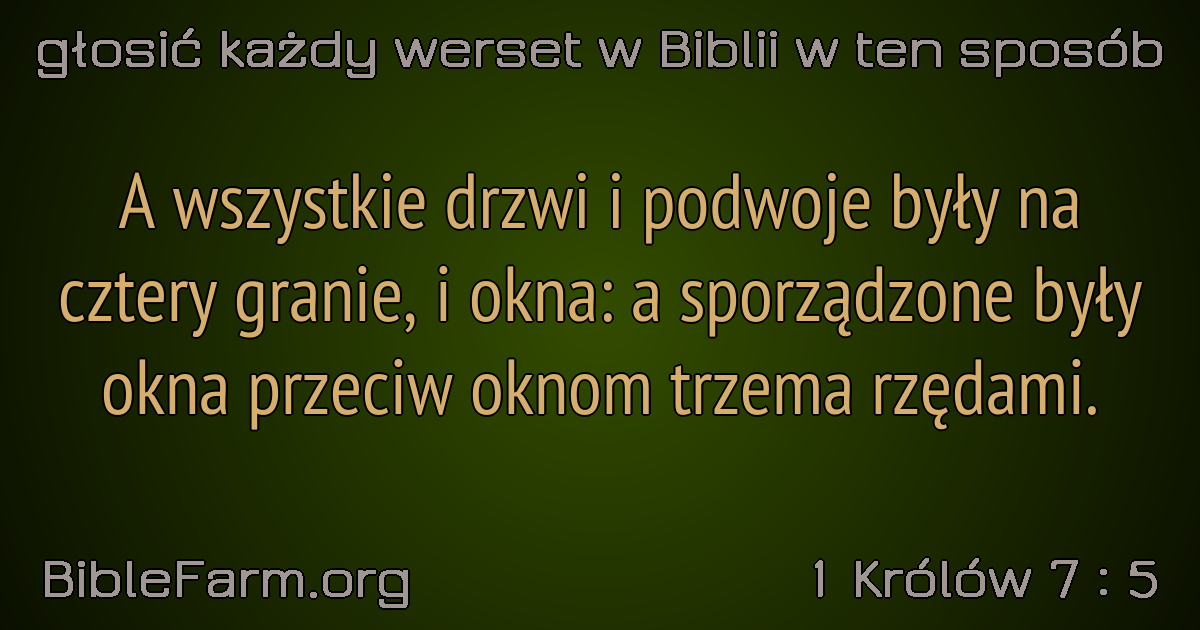 głosić każdy werset w Biblii w ten sposób
A wszystkie drzwi i podwoje były na
cztery granie, i okna: a sporządzone były
okna przeciw oknom trzema rzędami.
BibleFarm.org
1 Królów 7 : 5